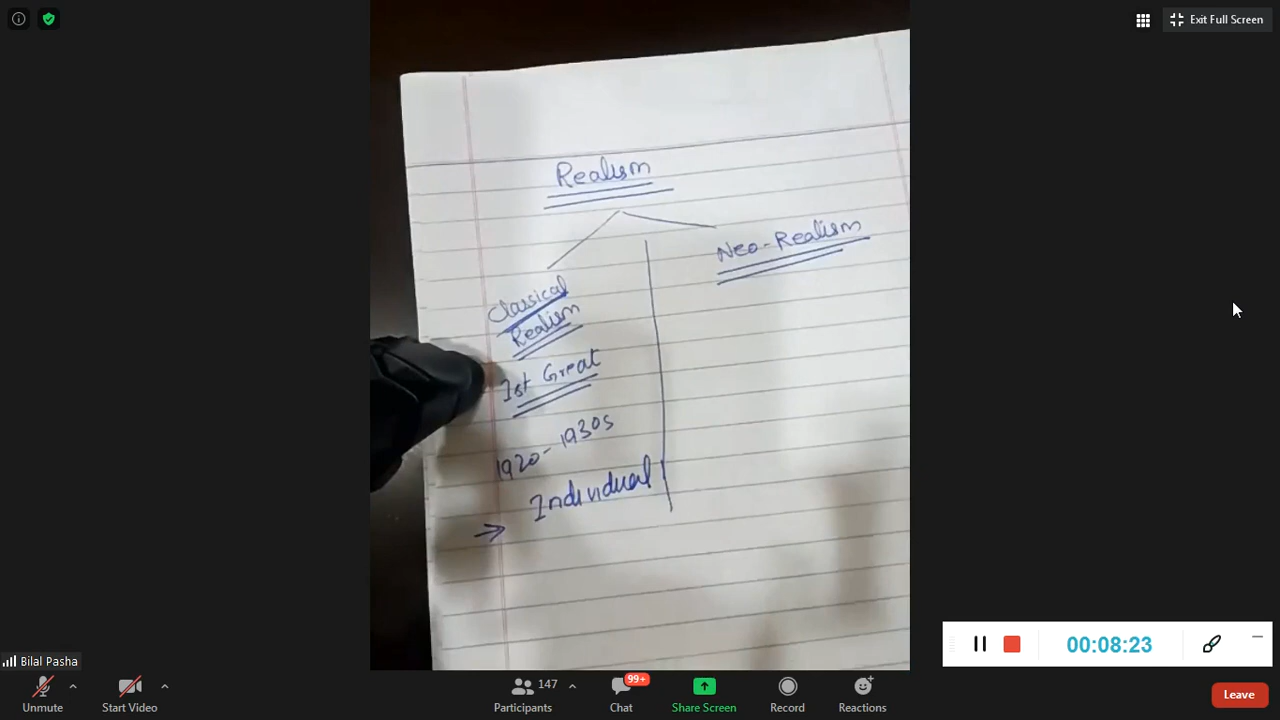 Exit Full Screen
Realism
Neo-Realism
Classical
Realism
1st Great
1920-1930s
→ Individual
00:08:23
Bilal Pasha
Unmute
Start Video
147
Participants
99+
Chat
Share Screen
Record
Reactions
Leave